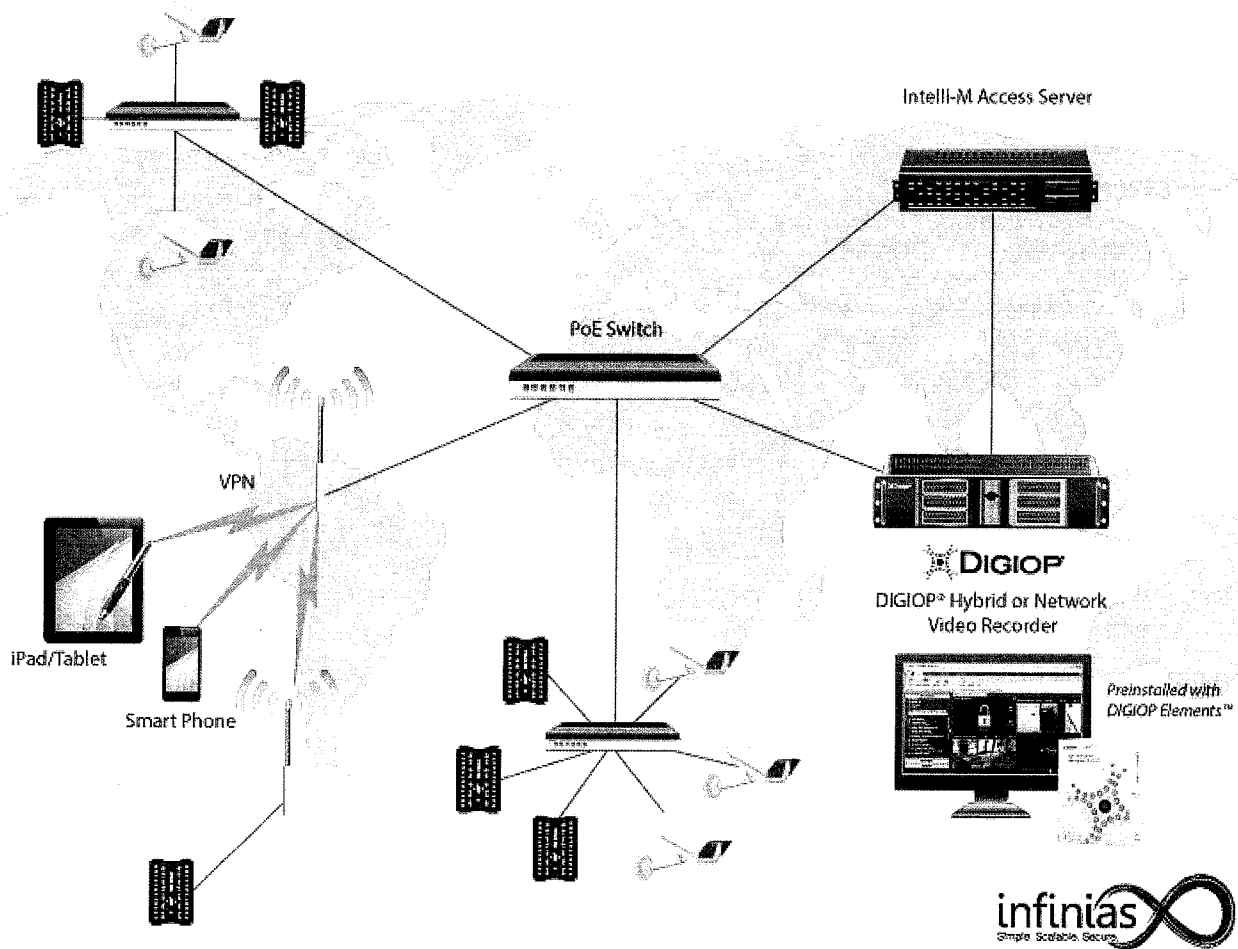 Intelli-M Access Server
PoE Switch
VPN
DIGIOP
DIGIOP® Hybrid or Network
Video Recorder
iPad/Tablet
Smart Phone
Preinstalled with
DIGIOP Elements™
infinias
Simple. Scalable. Secure.